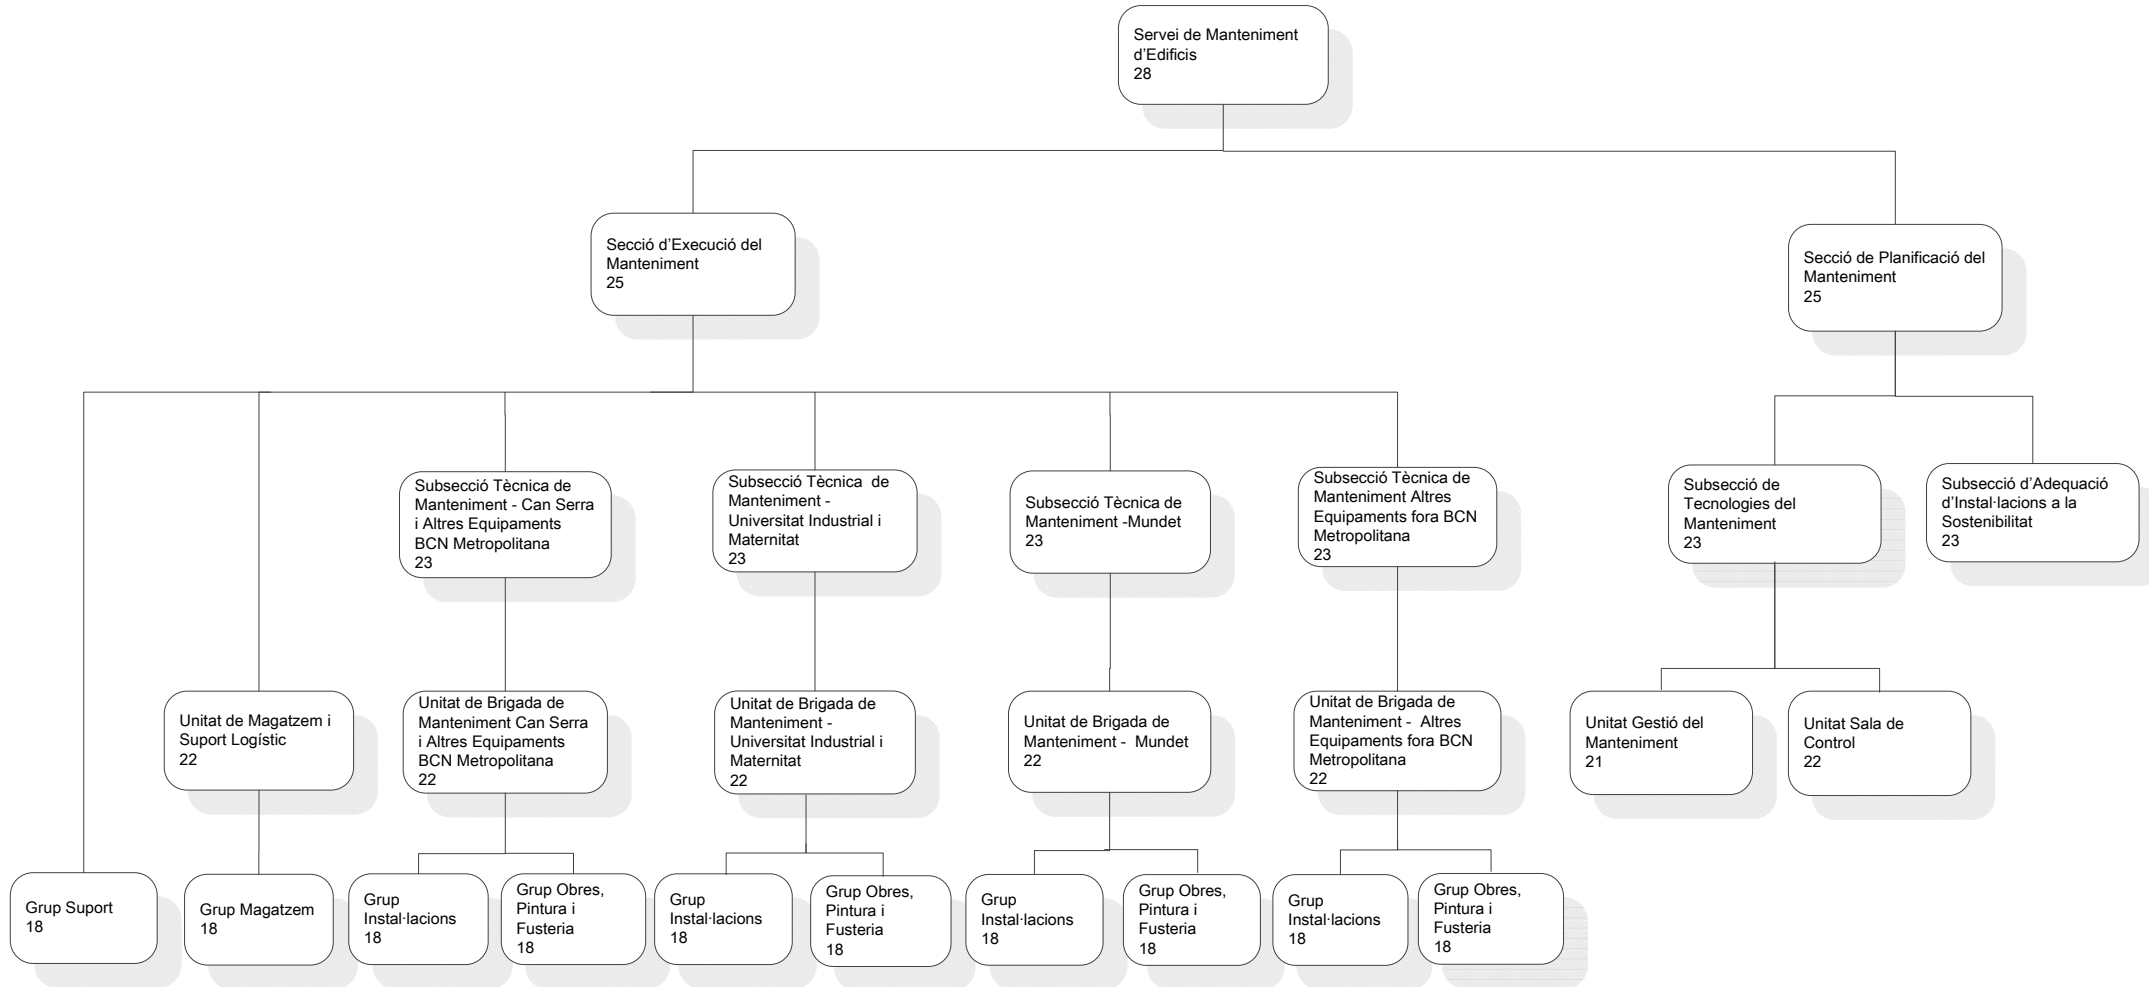 Servei de Manteniment
d'Edificis
28
Secció d'Execució del
Manteniment
25
Secció de Planificació del
Manteniment
25
Subsecció Tècnica de
Manteniment - Can Serra
i Altres Equipaments
BCN Metropolitana
23
Subsecció Tècnica  de
Manteniment -
Universitat Industrial i
Maternitat
23
Subsecció Tècnica de
Manteniment -Mundet
23
Subsecció Tècnica de
Manteniment Altres
Equipaments fora BCN
Metropolitana
23
Subsecció de
Tecnologies del
Manteniment
23
Subsecció d'Adequació
d'Instal·lacions a la
Sostenibilitat
23
Unitat de Magatzem i
Suport Logístic
22
Unitat de Brigada de
Manteniment Can Serra
i Altres Equipaments
BCN Metropolitana
22
Unitat de Brigada de
Manteniment -
Universitat Industrial i
Maternitat
22
Unitat de Brigada de
Manteniment -  Mundet
22
Unitat de Brigada de
Manteniment -  Altres
Equipaments fora BCN
Metropolitana
22
Unitat Gestió del
Manteniment
21
Unitat Sala de
Control
22
Grup Suport
18
Grup Magatzem
18
Grup
Instal·lacions
18
Grup Obres,
Pintura i
Fusteria
18
Grup
Instal·lacions
18
Grup Obres,
Pintura i
Fusteria
18
Grup
Instal·lacions
18
Grup Obres,
Pintura i
Fusteria
18
Grup
Instal·lacions
18
Grup Obres,
Pintura i
Fusteria
18